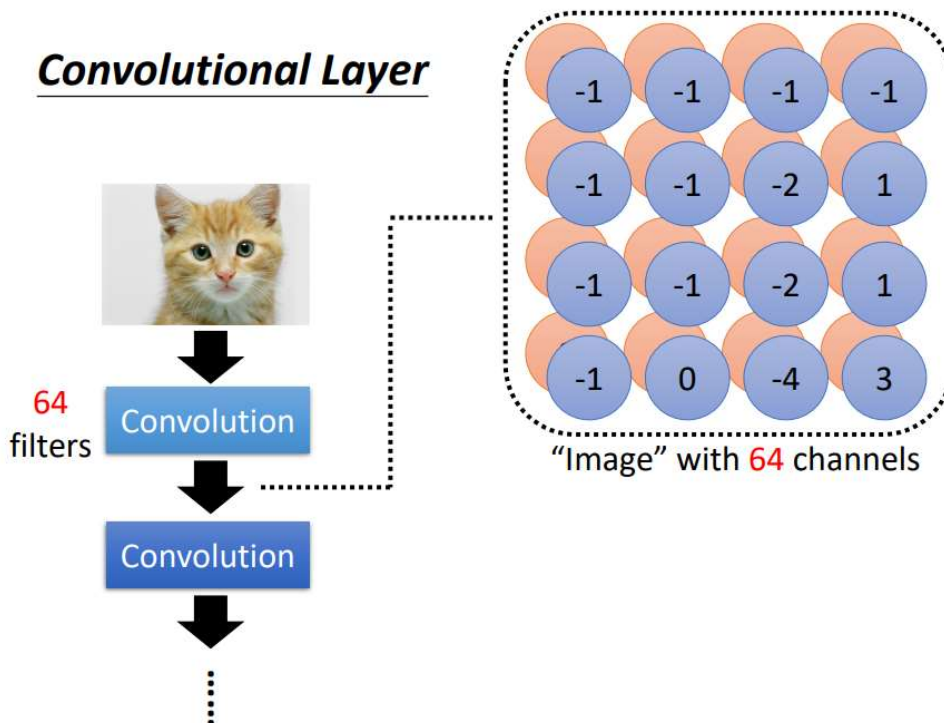 Convolutional Layer
-1 -1 -1 -1
-1 -1 -2 1
-1 -1 -2 1
-1 0 -4 3
“Image” with 64 channels
64
filters
Convolution
Convolution